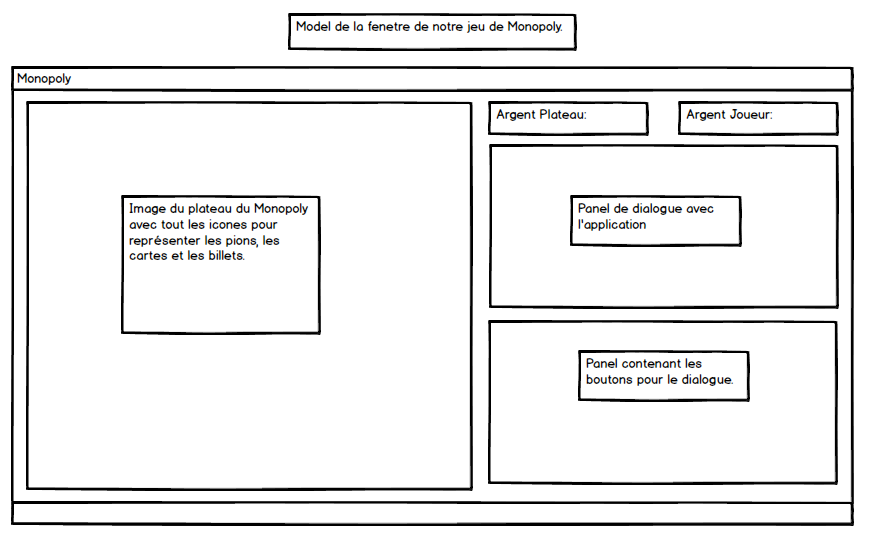 Model de la fenetre de notre jeu de Monopoly.
Monopoly
Argent Plateau:
Argent Joueur:
Image du plateau du Monopoly
avec tout les icones pour
représenter les pions, les
cartes et les billets.
Panel de dialogue avec
l'application
Panel contenant les
boutons pour le dialogue.